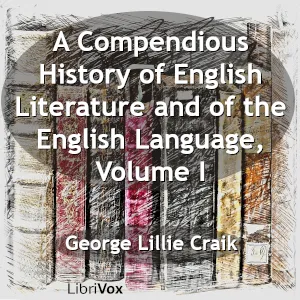 A Compendious
History of English
Literature and of the
English Language,
Volume I
George Lillie Craik
LibriVox